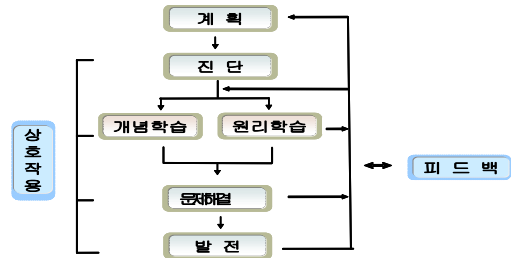 계 획
진 단
개념학습
원리학습
상호작용
피 드 백
문제해결
발 전